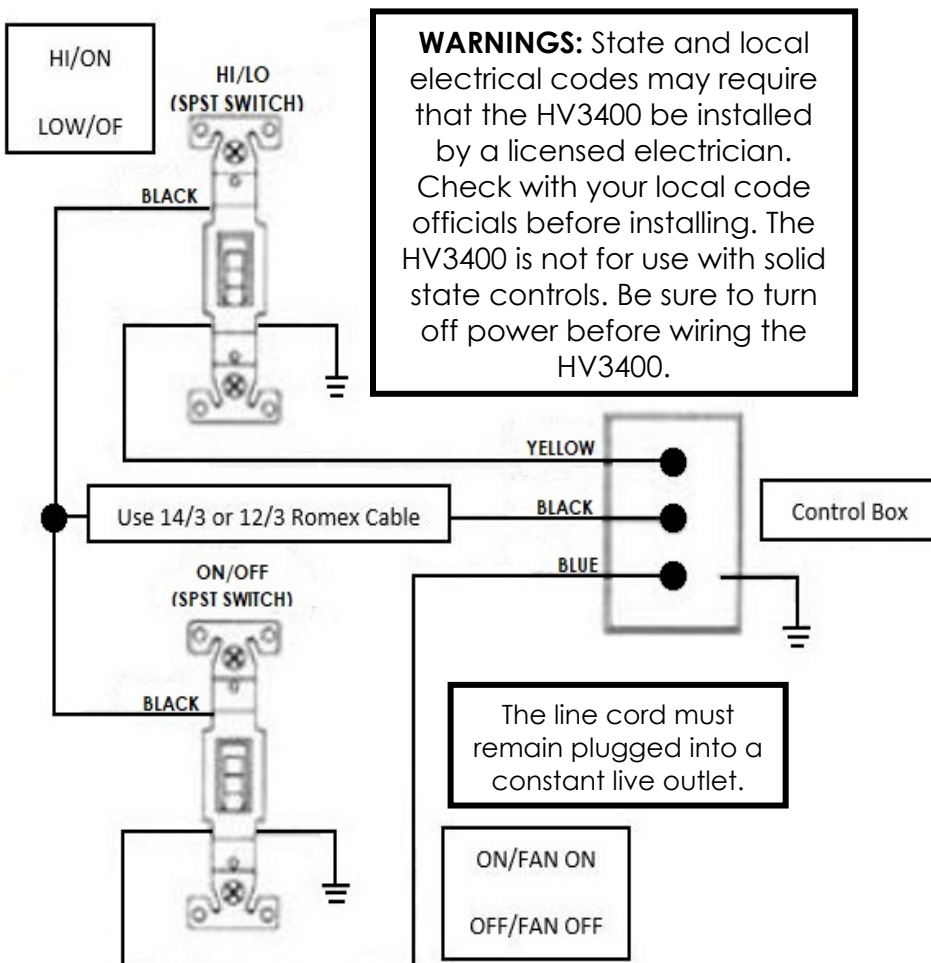 HI/ON
LOW/OF
HI/LO
(SPST SWITCH)
WARNINGS: State and local
electrical codes may require
that the HV3400 be installed
by a licensed electrician.
Check with your local code
officials before installing. The
HV3400 is not for use with solid
state controls. Be sure to turn
off power before wiring the
HV3400.
BLACK
YELLOW
Use 14/3 or 12/3 Romex Cable
BLACK
Control Box
BLUE
ON/OFF
(SPST SWITCH)
BLACK
The line cord must
remain plugged into a
constant live outlet.
ON/FAN ON
OFF/FAN OFF